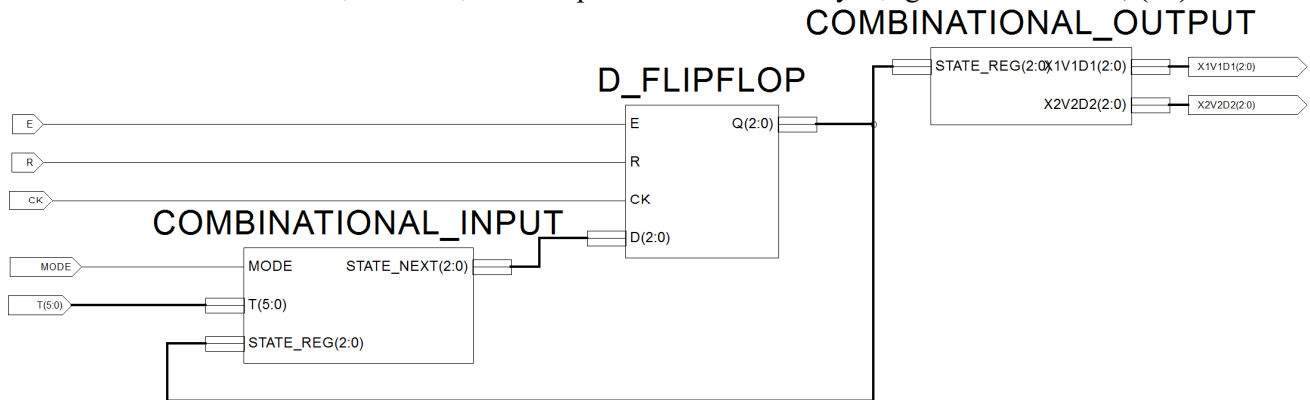 COMBINATIONAL_OUTPUT
STATE_REG(2:0) X1V1D1(2:0) X1V1D1(2:0)
X2V2D2(2:0) X2V2D2(2:0)
D_FLIPFLOP
E E Q(2:0)
R R
CK CK
D(2:0)
COMBINATIONAL_INPUT
MODE MODE STATE_NEXT(2:0)
T(5:0) T(5:0)
STATE_REG(2:0)